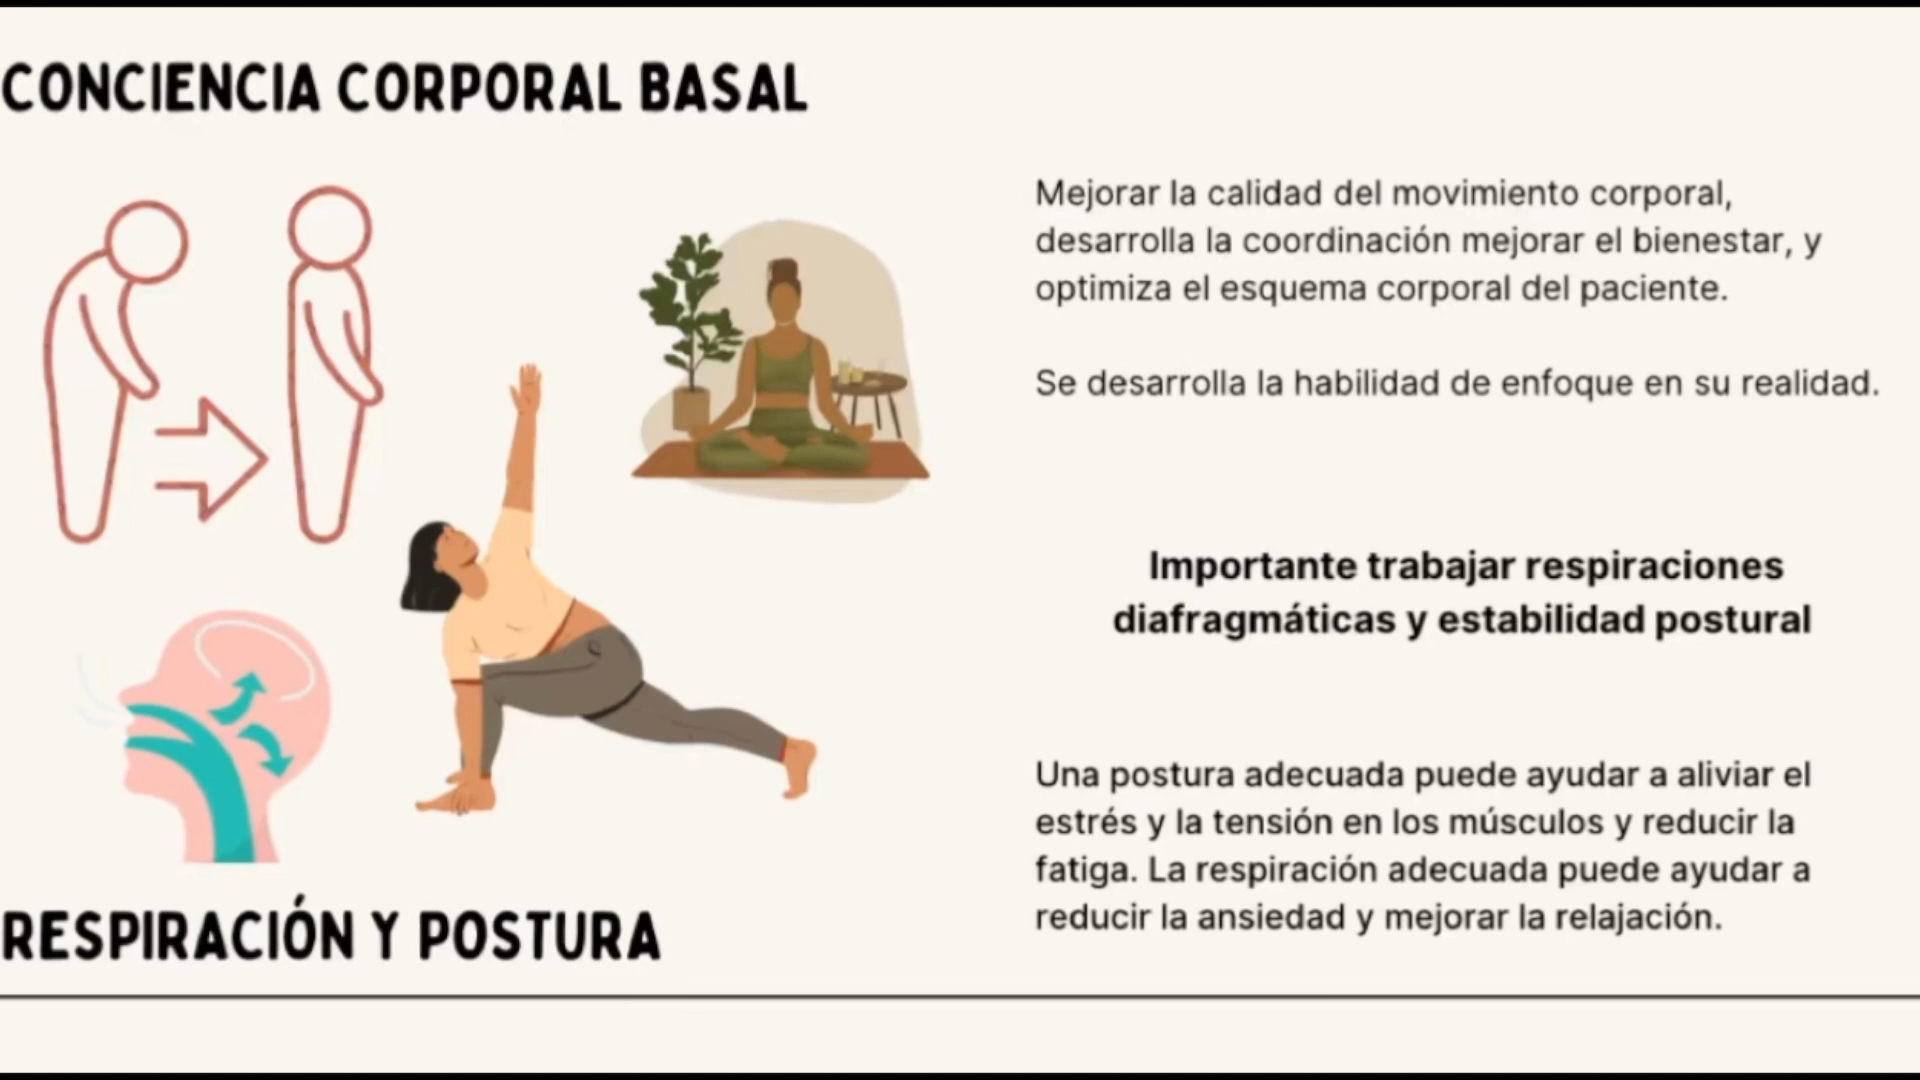 CONCIENCIA CORPORAL BASAL
Mejorar la calidad del movimiento corporal,
desarrolla la coordinación mejorar el bienestar, y
optimiza el esquema corporal del paciente.
Se desarrolla la habilidad de enfoque en su realidad.
Importante trabajar respiraciones
diafragmáticas y estabilidad postural
Una postura adecuada puede ayudar a aliviar el
estrés y la tensión en los músculos y reducir la
fatiga. La respiración adecuada puede ayudar a
reducir la ansiedad y mejorar la relajación.
RESPIRACIÓN Y POSTURA